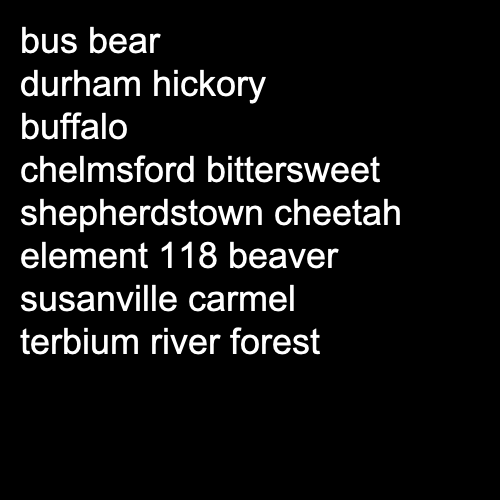 bus bear
durham hickory
buffalo
chelmsford bittersweet
shepherdstown cheetah
element 118 beaver
susanville carmel
terbium river forest